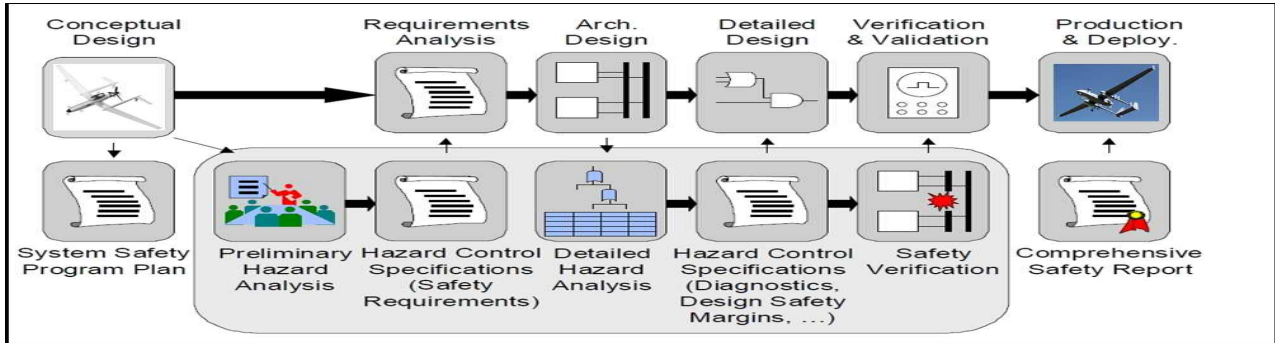 Conceptual
Design
Requirements
Analysis
Arch.
Design
Detailed
Design
Verification
& Validation
Production
& Deploy.
System Safety
Program Plan
Preliminary
Hazard
Analysis
Hazard Control
Specifications
(Safety
Requirements)
Detailed
Hazard
Analysis
Hazard Control
Specifications
(Diagnostics,
Design Safety
Margins, ...)
Safety
Verification
Comprehensive
Safety Report